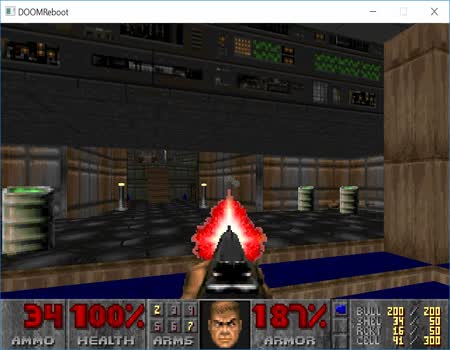 DOOMReboot
34 100% 2 3 4 187% BULL 200 / 200
5 6 7 SHEL 34 / 50
ROKT 16 / 50
AMMO HEALTH ARMS ARMOR CELL 41 / 300